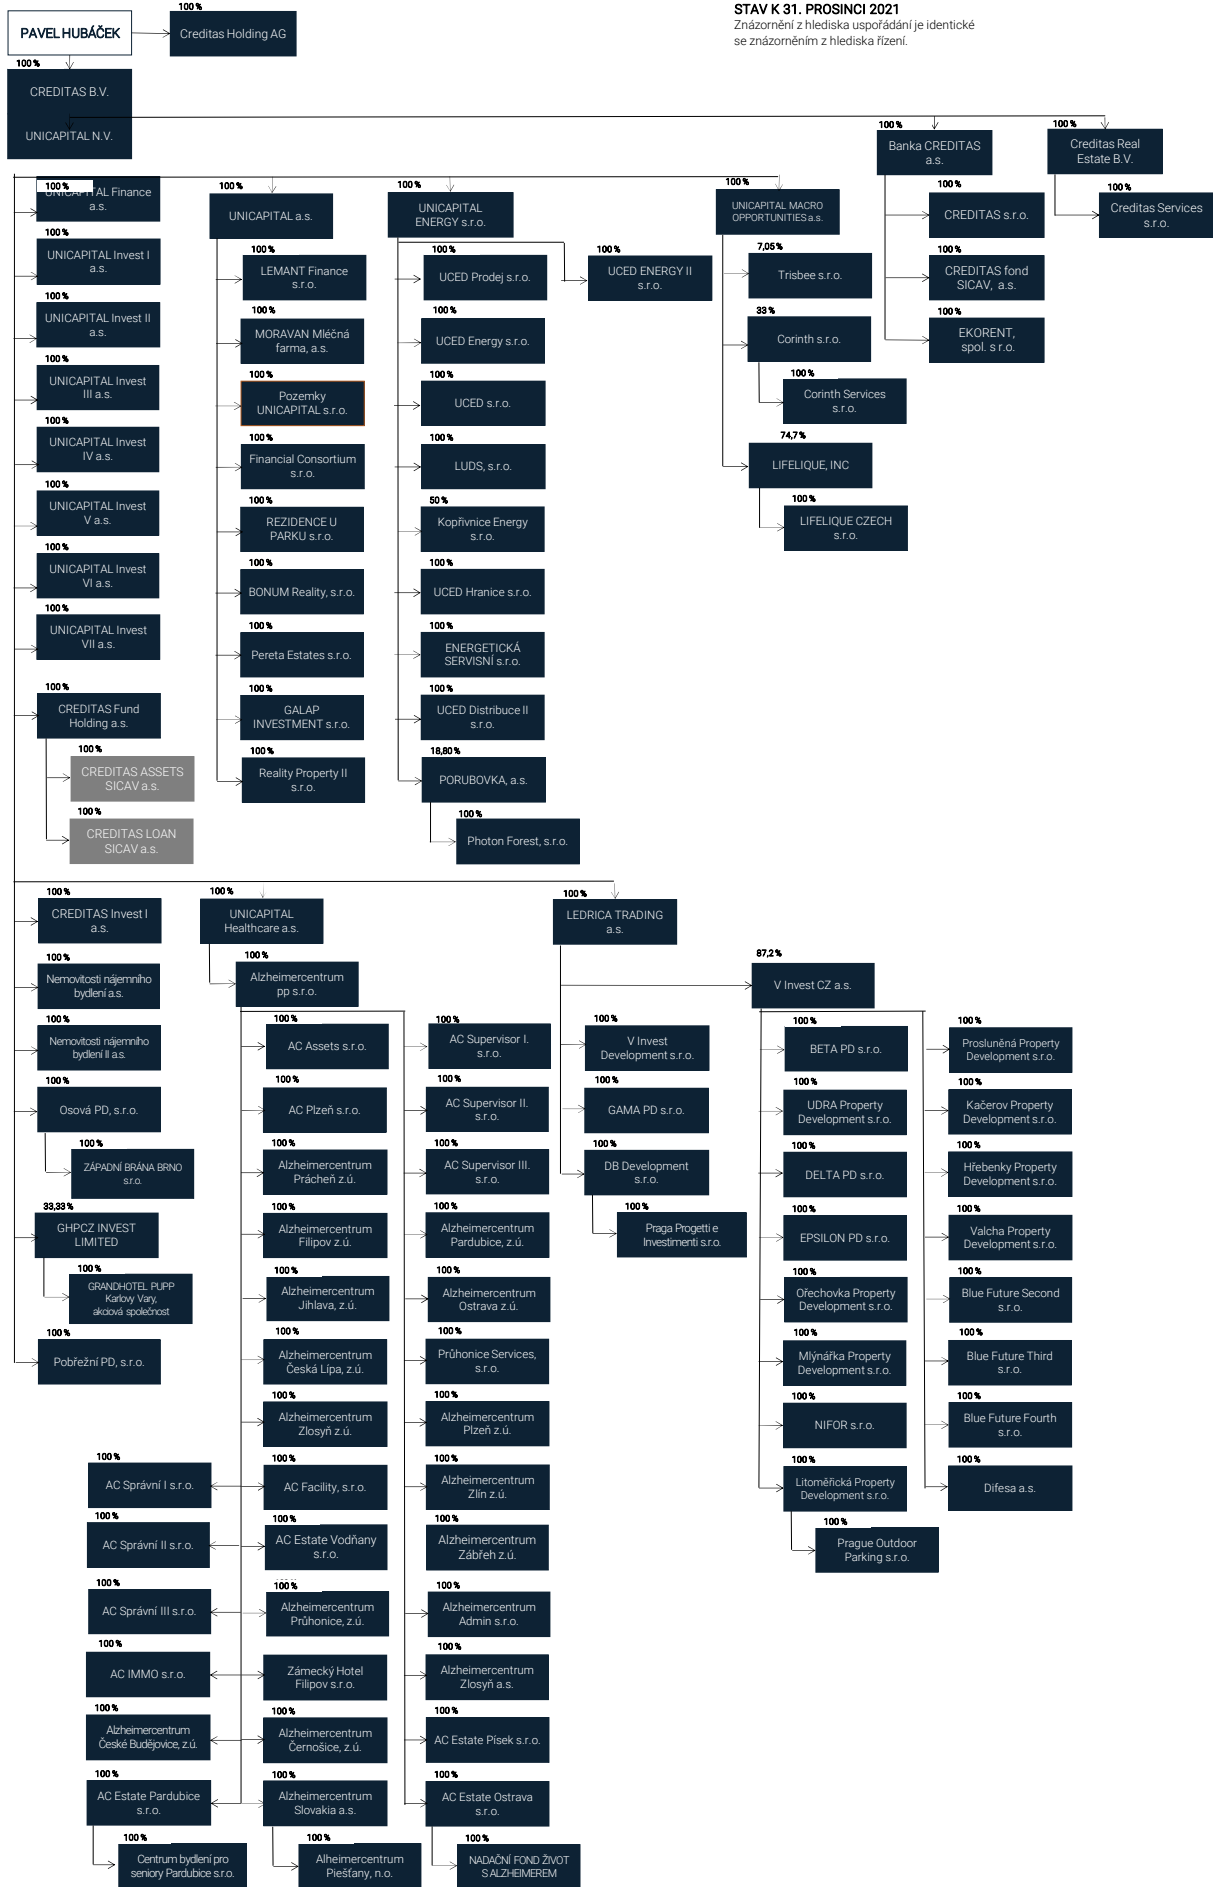 STAV K 31. PROSINCI 2021
Znázornění z hlediska uspořádání je identické
se znázorněním z hlediska řízení.
PAVEL HUBÁČEK
100 %
Creditas Holding AG
100 %
CREDITAS B.V.
UNICAPITAL N.V.
100 %
Banka CREDITAS
a.s.
100 %
Creditas Real
Estate B.V.
100 %
CREDITAS s.r.o.
100 %
CREDITAS fond
SICAV, a.s.
100 %
EKORENT,
spol. s r.o.
100 %
Creditas Services
s.r.o.
100 %
UNICAPITAL Finance
a.s.
100 %
UNICAPITAL Invest I
a.s.
100 %
UNICAPITAL Invest II
a.s.
100 %
UNICAPITAL Invest
III a.s.
100 %
UNICAPITAL Invest
IV a.s.
100 %
UNICAPITAL Invest
V a.s.
100 %
UNICAPITAL Invest
VI a.s.
100 %
UNICAPITAL Invest
VII a.s.
100 %
CREDITAS Fund
Holding a.s.
100 %
CREDITAS ASSETS
SICAV a.s.
100 %
CREDITAS LOAN
SICAV a.s.
100 %
UNICAPITAL a.s.
100 %
LEMANT Finance
s.r.o.
100 %
MORAVAN Mléčná
farma, a.s.
100 %
Pozemky
UNICAPITAL s.r.o.
100 %
Financial Consortium
s.r.o.
100 %
REZIDENCE U
PARKU s.r.o.
100 %
BONUM Reality, s.r.o.
100 %
Pereta Estates s.r.o.
100 %
GALAP
INVESTMENT s.r.o.
100 %
Reality Property II
s.r.o.
100 %
UNICAPITAL
ENERGY s.r.o.
100 %
UCED Prodej s.r.o.
100 %
UCED ENERGY II
s.r.o.
100 %
UCED Energy s.r.o.
100 %
UCED s.r.o.
100 %
LUDS, s.r.o.
50 %
Kopřivnice Energy
s.r.o.
100 %
UCED Hranice s.r.o.
100 %
ENERGETICKÁ
SERVISNÍ s.r.o.
100 %
UCED Distribuce II
s.r.o.
18,80 %
PORUBOVKA, a.s.
100 %
Photon Forest, s.r.o.
100 %
UNICAPITAL MACRO
OPPORTUNITIES a.s.
7,05 %
Trisbee s.r.o.
33 %
Corinth s.r.o.
100 %
Corinth Services
s.r.o.
74,7 %
LIFELIQUE, INC
100 %
LIFELIQUE CZECH
s.r.o.
100 %
CREDITAS Invest I
a.s.
100 %
Nemovitosti nájemního
bydlení a.s.
100 %
Nemovitosti nájemního
bydlení II a.s.
100 %
Osová PD, s.r.o.
100 %
ZÁPADNÍ BRÁNA BRNO
s.r.o.
33,33 %
GHPCZ INVEST
LIMITED
100 %
GRANDHOTEL PUPP
Karlovy Vary,
akciová společnost
100 %
Pobřežní PD, s.r.o.
100 %
UNICAPITAL
Healthcare a.s.
100 %
Alzheimercentrum
pp s.r.o.
100 %
AC Assets s.r.o.
100 %
AC Plzeň s.r.o.
100 %
Alzheimercentrum
Prácheň z.ú.
100 %
Alzheimercentrum
Filipov z.ú.
100 %
Alzheimercentrum
Jihlava, z.ú.
100 %
Alzheimercentrum
Česká Lípa, z.ú.
100 %
Alzheimercentrum
Zlosyň z.ú.
100 %
AC Správní I s.r.o.
100 %
AC Facility, s.r.o.
100 %
AC Správní II s.r.o.
100 %
AC Estate Vodňany
s.r.o.
100 %
AC Správní III s.r.o.
100 %
Alzheimercentrum
Průhonice, z.ú.
100 %
AC IMMO s.r.o.
100 %
Zámecký Hotel
Filipov s.r.o.
100 %
Alzheimercentrum
České Budějovice, z.ú.
100 %
Alzheimercentrum
Černošice, z.ú.
100 %
AC Estate Pardubice
s.r.o.
100 %
Alzheimercentrum
Slovakia a.s.
100 %
Centrum bydlení pro
seniory Pardubice s.r.o.
100 %
Alheimercentrum
Piešťany, n.o.
100 %
AC Supervisor I.
s.r.o.
100 %
AC Supervisor II.
s.r.o.
100 %
AC Supervisor III.
s.r.o.
100 %
Alzheimercentrum
Pardubice, z.ú.
100 %
Alzheimercentrum
Ostrava z.ú.
100 %
Průhonice Services,
s.r.o.
100 %
Alzheimercentrum
Plzeň z.ú.
100 %
Alzheimercentrum
Zlín z.ú.
100 %
Alzheimercentrum
Zábřeh z.ú.
100 %
Alzheimercentrum
Admin s.r.o.
100 %
Alzheimercentrum
Zlosyň a.s.
100 %
AC Estate Písek s.r.o.
100 %
AC Estate Ostrava
s.r.o.
100 %
NADAČNÍ FOND ŽIVOT
S ALZHEIMEREM
100 %
LEDRICA TRADING
a.s.
100 %
V Invest
Development s.r.o.
100 %
GAMA PD s.r.o.
100 %
DB Development
s.r.o.
100 %
Praga Progetti e
Investimenti s.r.o.
87,2 %
V Invest CZ a.s.
100 %
BETA PD s.r.o.
100 %
UDRA Property
Development s.r.o.
100 %
DELTA PD s.r.o.
100 %
EPSILON PD s.r.o.
100 %
Ořechovka Property
Development s.r.o.
100 %
Mlýnářka Property
Development s.r.o.
100 %
NIFOR s.r.o.
100 %
Litoměřická Property
Development s.r.o.
100 %
Prague Outdoor
Parking s.r.o.
100 %
Prosluněná Property
Development s.r.o.
100 %
Kačerov Property
Development s.r.o.
100 %
Hřebenky Property
Development s.r.o.
100 %
Valcha Property
Development s.r.o.
100 %
Blue Future Second
s.r.o.
100 %
Blue Future Third
s.r.o.
100 %
Blue Future Fourth
s.r.o.
100 %
Difesa a.s.